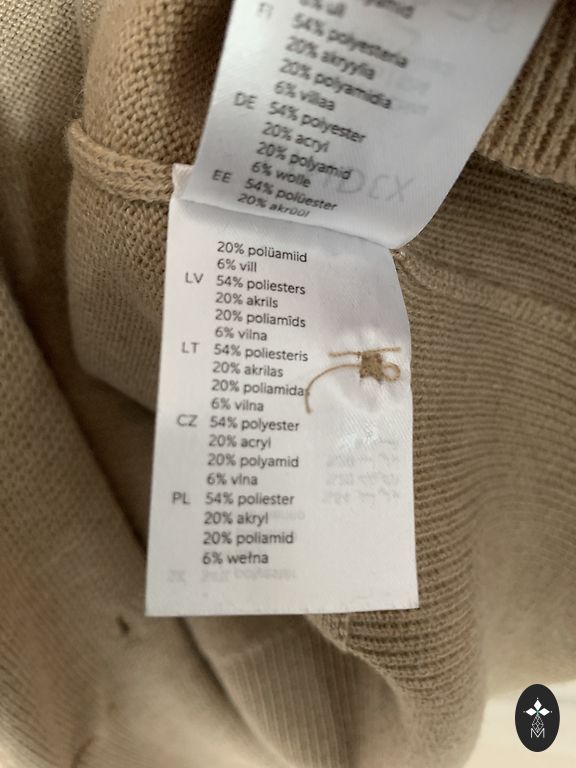 6% ull
FI 54% polyesteria
20% akryylia
20% polyamidia
6% villaa
DE 54% polyester
20% acryl
20% polyamid
6% wolle
EE 54% polüester
20% akrüül
20% polüamiid
6% vill
LV 54% poliesters
20% akrils
20% poliamīds
6% vilna
LT 54% poliesteris
20% akrilas
20% poliamidas
6% vilna
CZ 54% polyester
20% acryl
20% polyamid
6% vlna
PL 54% poliester
20% akryl
20% poliamid
6% wełna